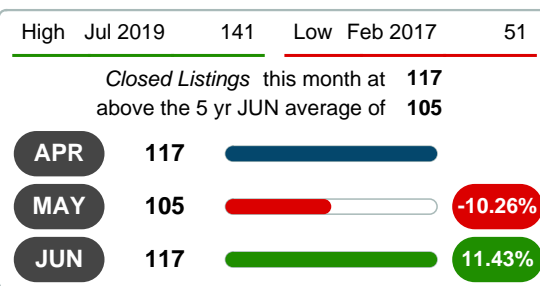 High Jul 2019 141 Low Feb 2017 51
Closed Listings this month at 117
above the 5 yr JUN average of 105
APR 117
MAY 105 -10.26%
JUN 117 11.43%